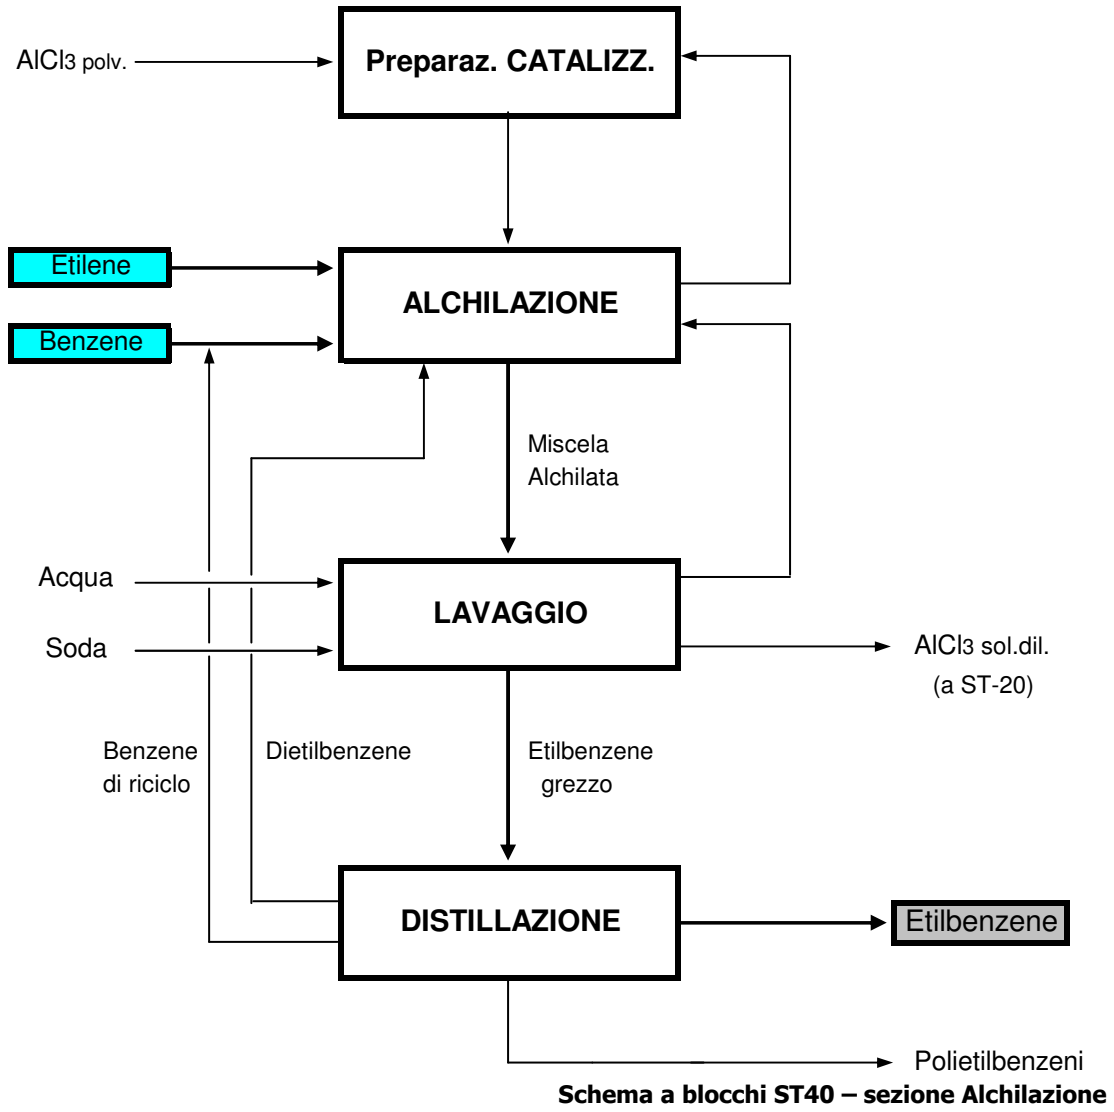 Preparaz. CATALIZZ.
AlCl3 polv.
Etilene
ALCHILAZIONE
Benzene
Miscela
Alchilata
Acqua
LAVAGGIO
Soda
AlCl3 sol.dil.
(a ST-20)
Benzene
di riciclo
Dietilbenzene
Etilbenzene
grezzo
DISTILLAZIONE
Etilbenzene
Polietilbenzeni
Schema a blocchi ST40 – sezione Alchilazione